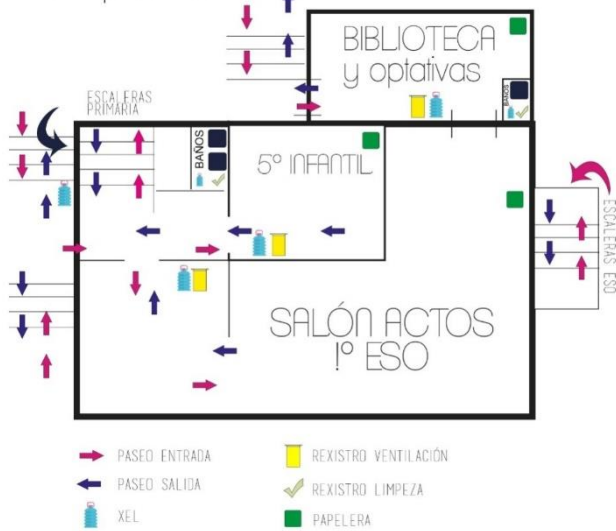 BIBLIOTECA
y optativas
ESCALERAS
PRIMARIA
BAÑOS
BAÑOS
5º INFANTIL
ESCALERAS ESO
SALÓN ACTOS
1º ESO
PASEO ENTRADA
REXISTRO VENTILACIÓN
PASEO SALIDA
REXISTRO LIMPEZA
XEL
PAPELERA